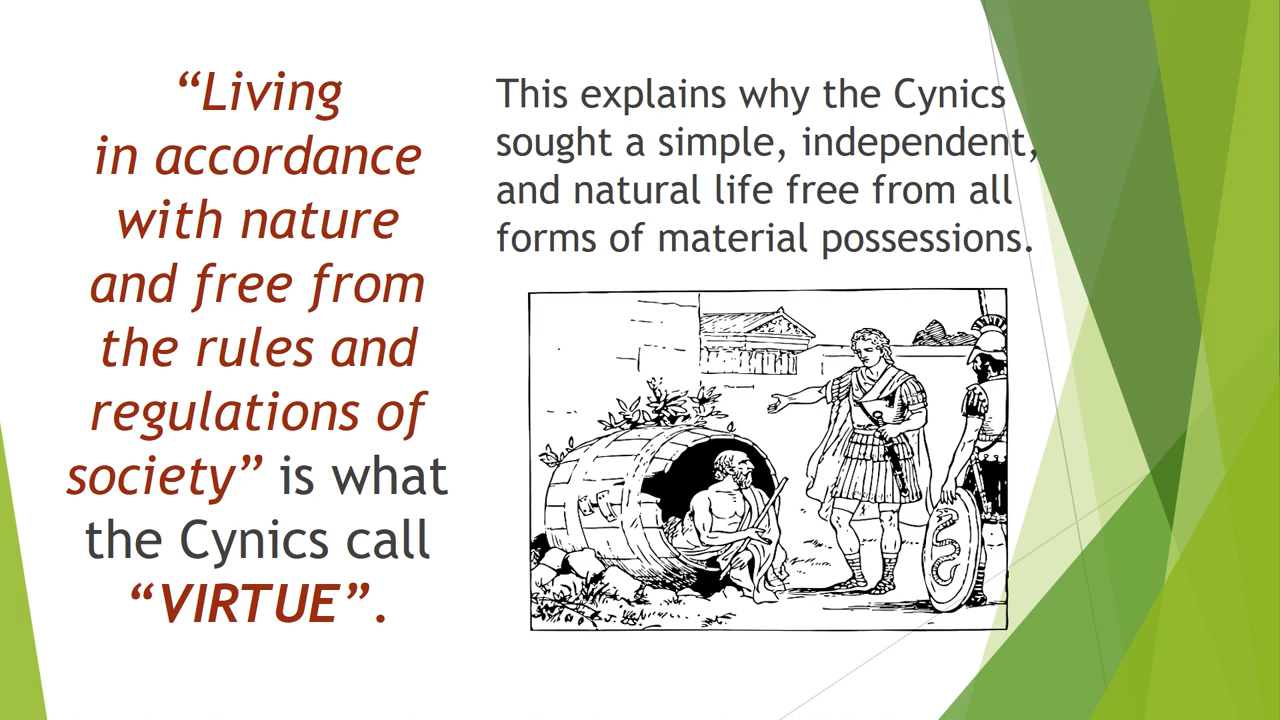 “Living
in accordance
with nature
and free from
the rules and
regulations of
society” is what
the Cynics call
“VIRTUE”.
This explains why the Cynics
sought a simple, independent,
and natural life free from all
forms of material possessions.